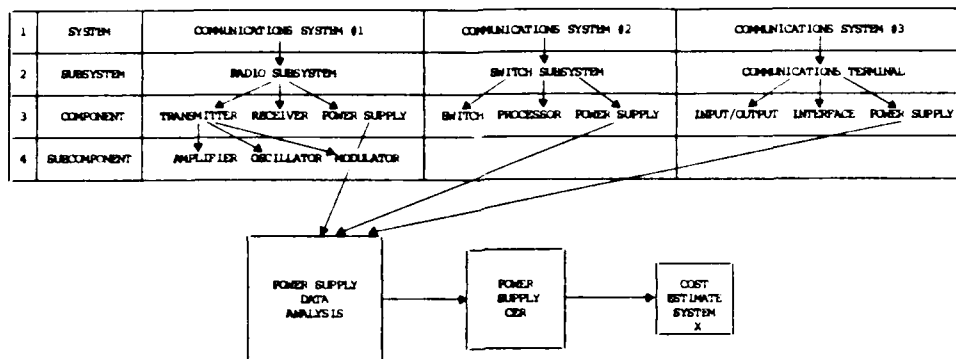 1 SYSTEM COMMUNICATIONS SYSTEM #1 COMMUNICATIONS SYSTEM #2 COMMUNICATIONS SYSTEM #3
2 SUBSYSTEM RADIO SUBSYSTEM SWITCH SUBSYSTEM COMMUNICATIONS TERMINAL
3 COMPONENT TRANSMITTER RECEIVER POWER SUPPLY SWITCH PROCESSOR POWER SUPPLY INPUT/OUTPUT INTERFACE POWER SUPPLY
4 SUBCOMPONENT AMPLIFIER OSCILLATOR MODULATOR
POWER SUPPLY
DATA
ANALYSIS
POWER
SUPPLY
CER
COST
ESTIMATE
SYSTEM
X